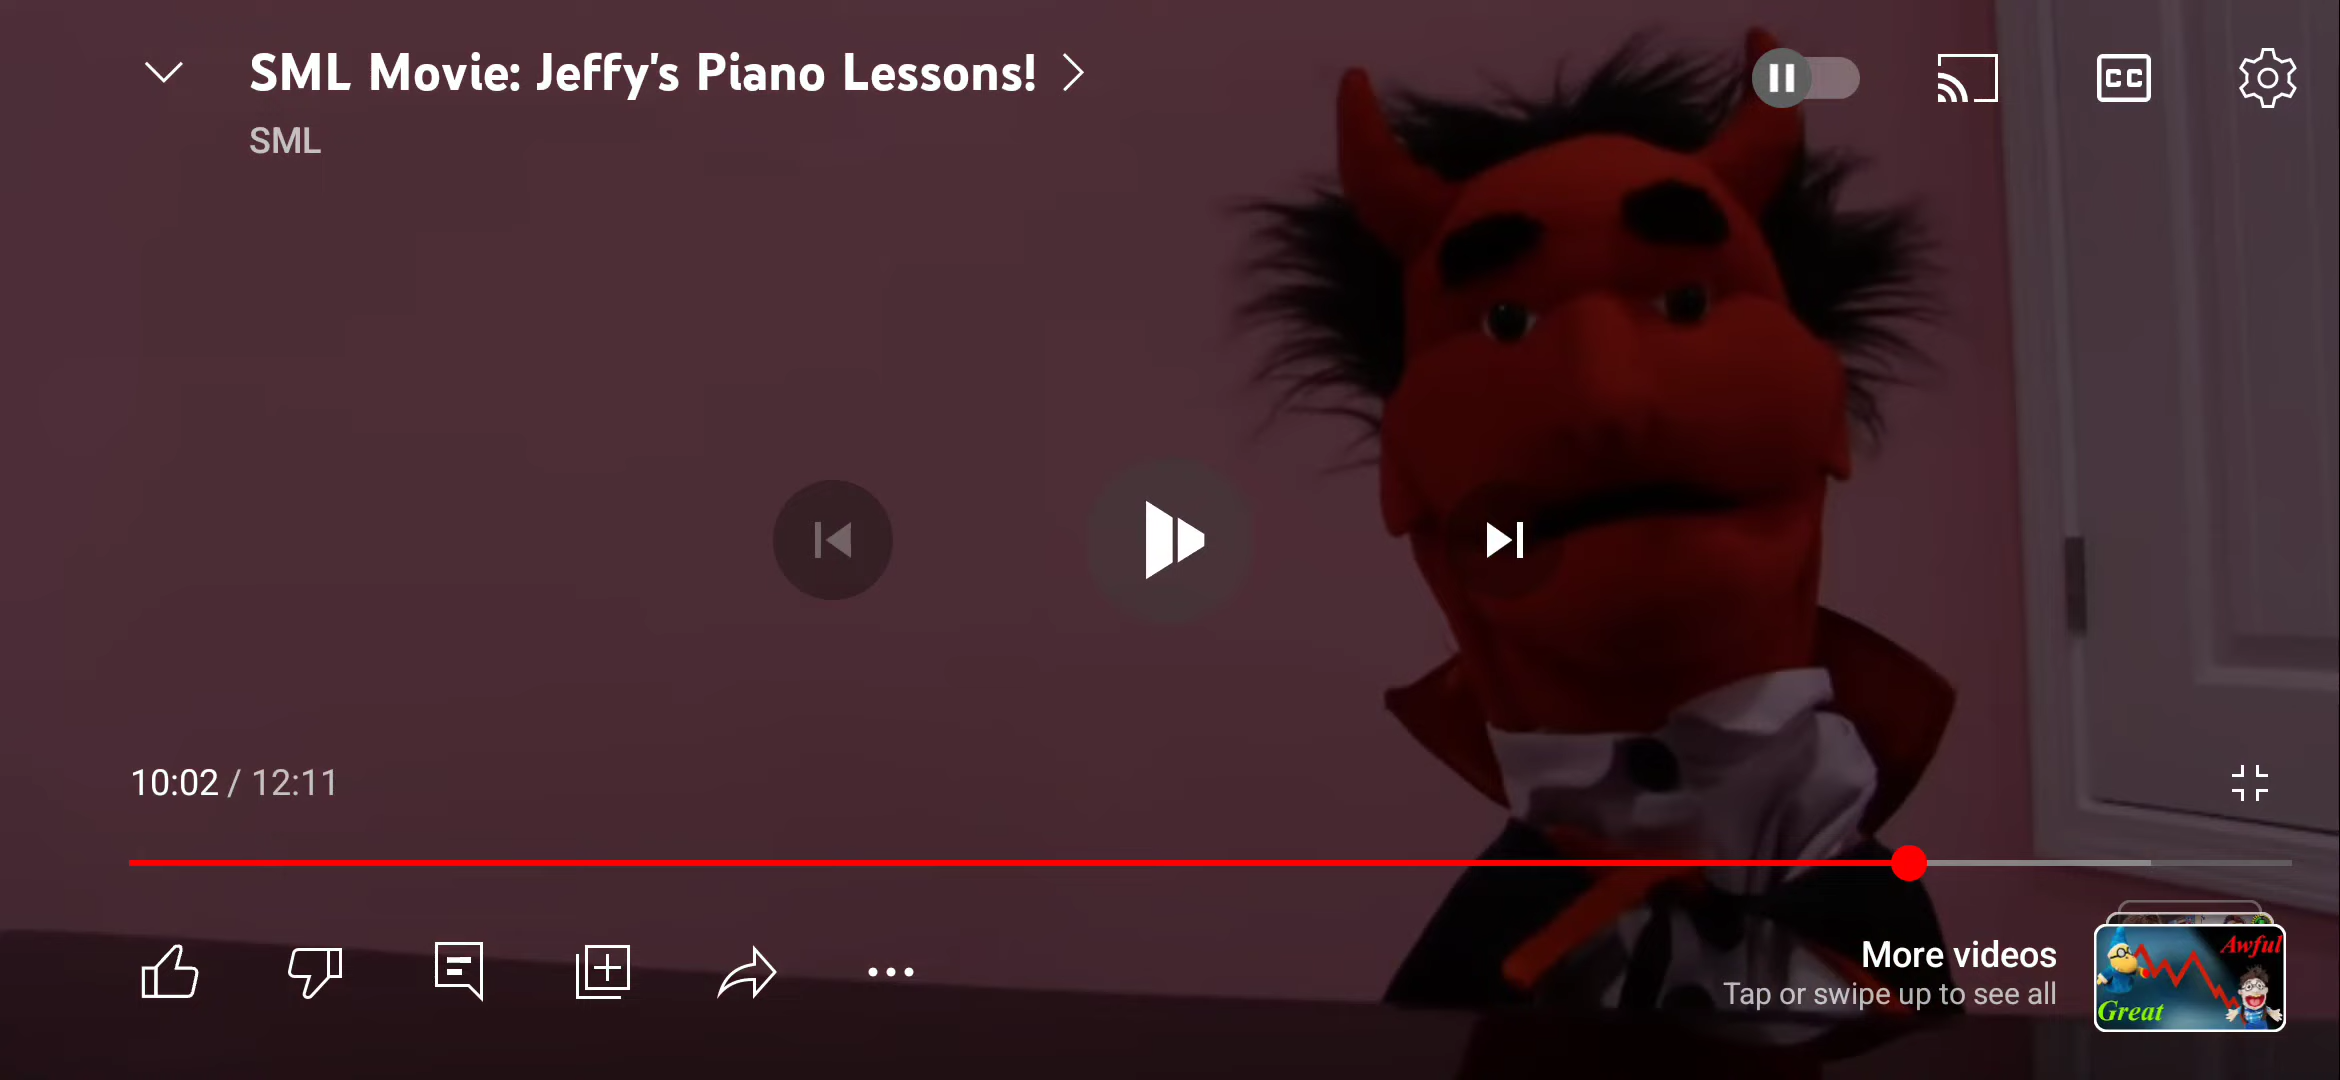 SML Movie: Jeffy's Piano Lessons!
SML
CC
10:02 / 12:11
More videos
Tap or swipe up to see all
Awful
Great